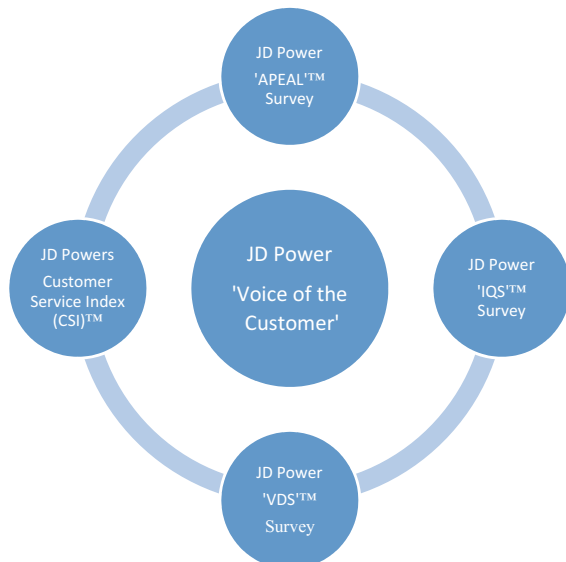 JD Power
'APEAL'™
Survey
JD Powers
Customer
Service Index
(CSI)™
JD Power
'Voice of the
Customer'
JD Power
'IQS'™
Survey
JD Power
'VDS'™
Survey